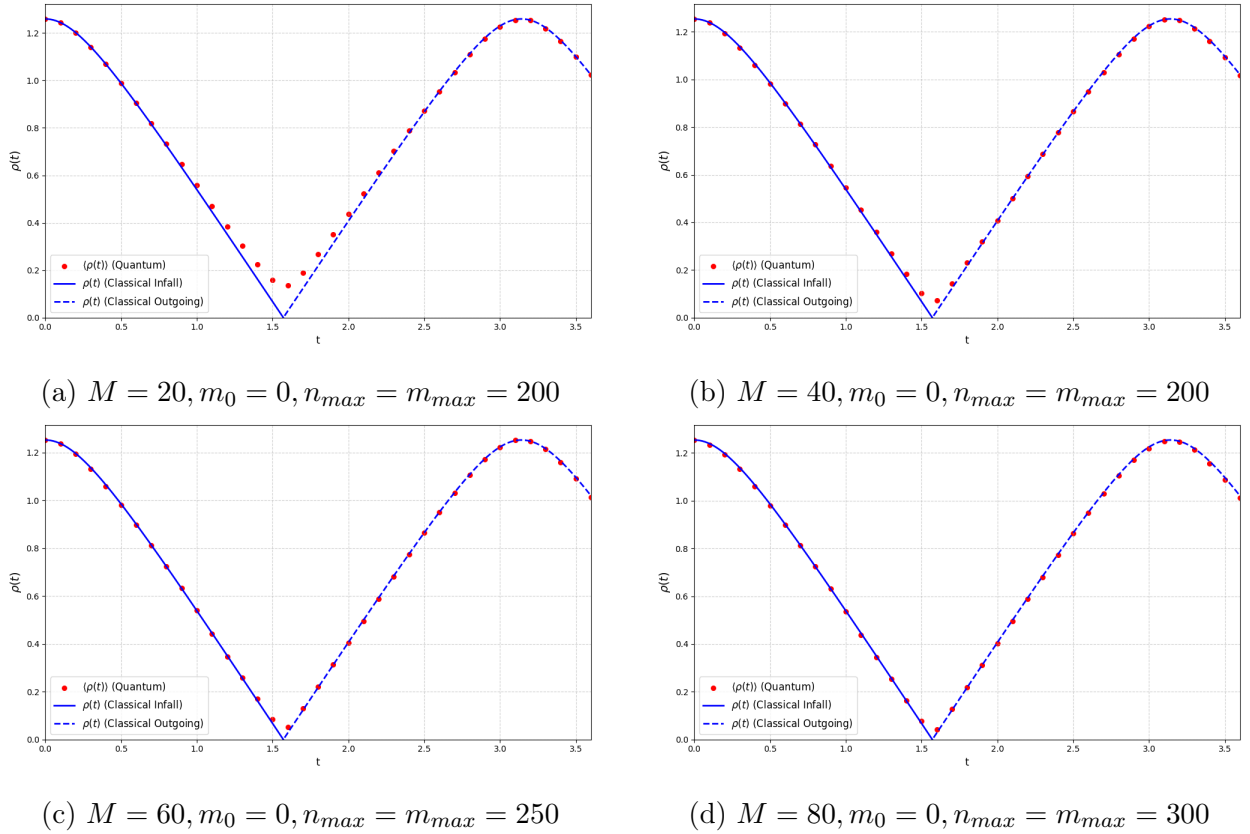 1.2
1.0
0.8
0.6
0.4
0.2
0.0
ρ(t)
⟨ρ(t)⟩ (Quantum)
ρ(t) (Classical Infall)
ρ(t) (Classical Outgoing)
0.0 0.5 1.0 1.5 2.0 2.5 3.0 3.5
t
(a) M = 20, m₀ = 0, nₘₐₓ = mₘₐₓ = 200
1.2
1.0
0.8
0.6
0.4
0.2
0.0
ρ(t)
⟨ρ(t)⟩ (Quantum)
ρ(t) (Classical Infall)
ρ(t) (Classical Outgoing)
0.0 0.5 1.0 1.5 2.0 2.5 3.0 3.5
t
(b) M = 40, m₀ = 0, nₘₐₓ = mₘₐₓ = 200
1.2
1.0
0.8
0.6
0.4
0.2
0.0
ρ(t)
⟨ρ(t)⟩ (Quantum)
ρ(t) (Classical Infall)
ρ(t) (Classical Outgoing)
0.0 0.5 1.0 1.5 2.0 2.5 3.0 3.5
t
(c) M = 60, m₀ = 0, nₘₐₓ = mₘₐₓ = 250
1.2
1.0
0.8
0.6
0.4
0.2
0.0
ρ(t)
⟨ρ(t)⟩ (Quantum)
ρ(t) (Classical Infall)
ρ(t) (Classical Outgoing)
0.0 0.5 1.0 1.5 2.0 2.5 3.0 3.5
t
(d) M = 80, m₀ = 0, nₘₐₓ = mₘₐₓ = 300